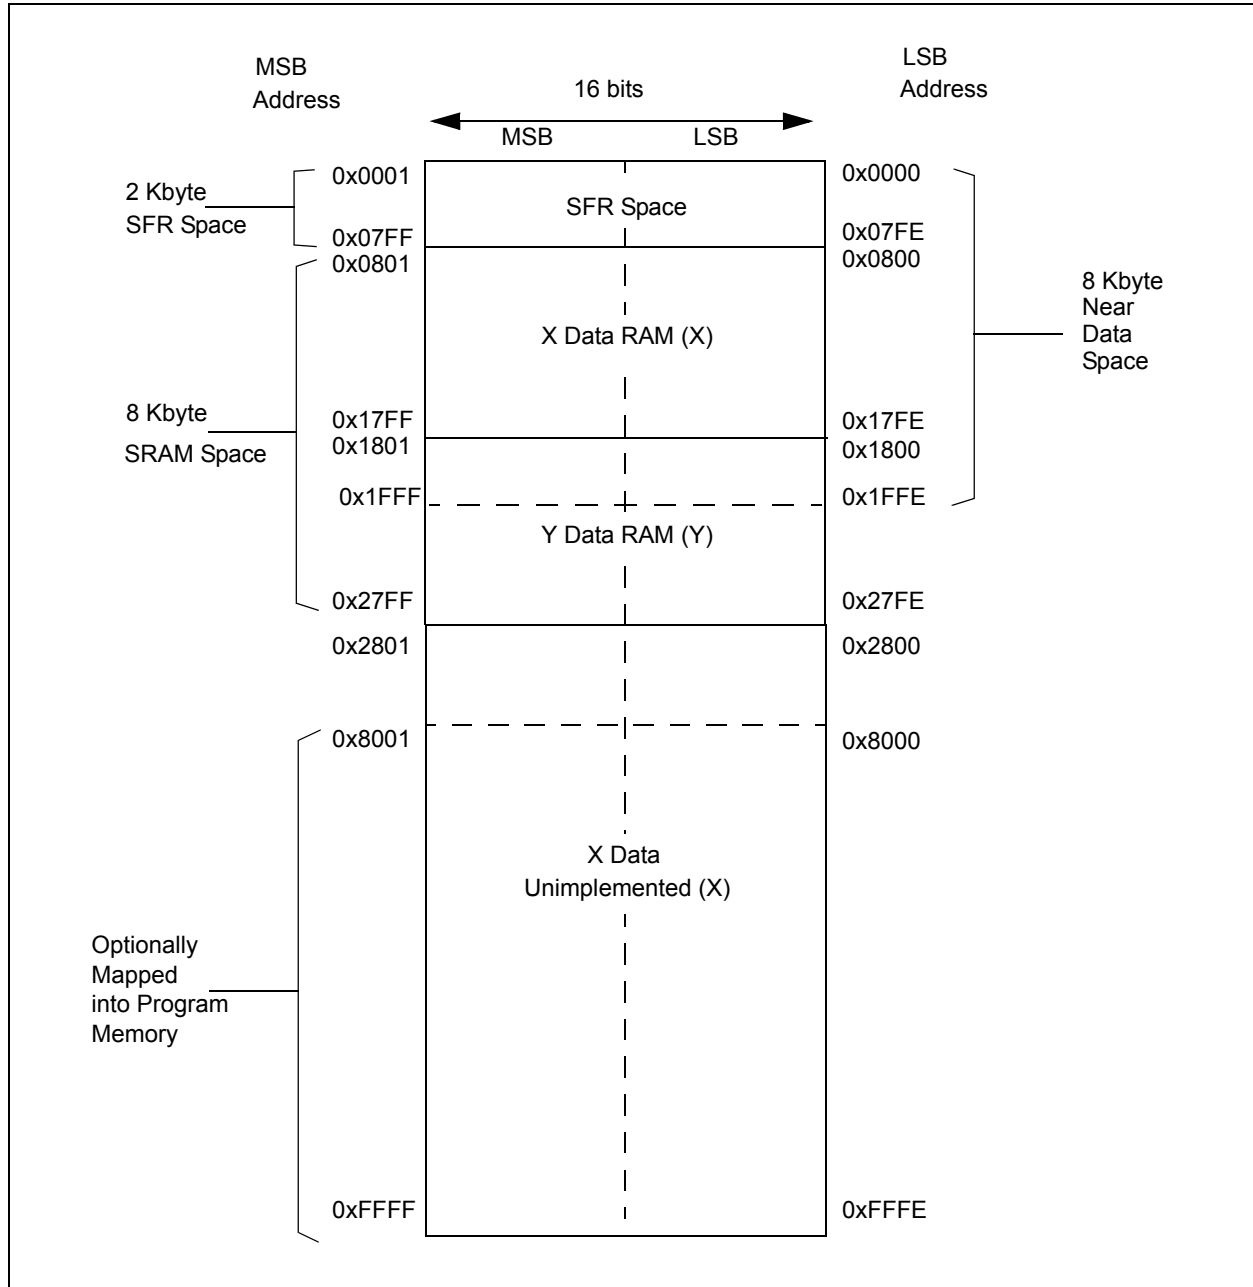 MSB
Address
LSB
Address
16 bits
MSB
LSB
2 Kbyte
SFR Space
0x0001
0x0000
SFR Space
0x07FF
0x07FE
0x0801
0x0800
8 Kbyte
Near
Data
Space
X Data RAM (X)
8 Kbyte
SRAM Space
0x17FF
0x17FE
0x1801
0x1800
0x1FFF
0x1FFE
Y Data RAM (Y)
0x27FF
0x27FE
0x2801
0x2800
0x8001
0x8000
X Data
Unimplemented (X)
Optionally
Mapped
into Program
Memory
0xFFFF
0xFFFE